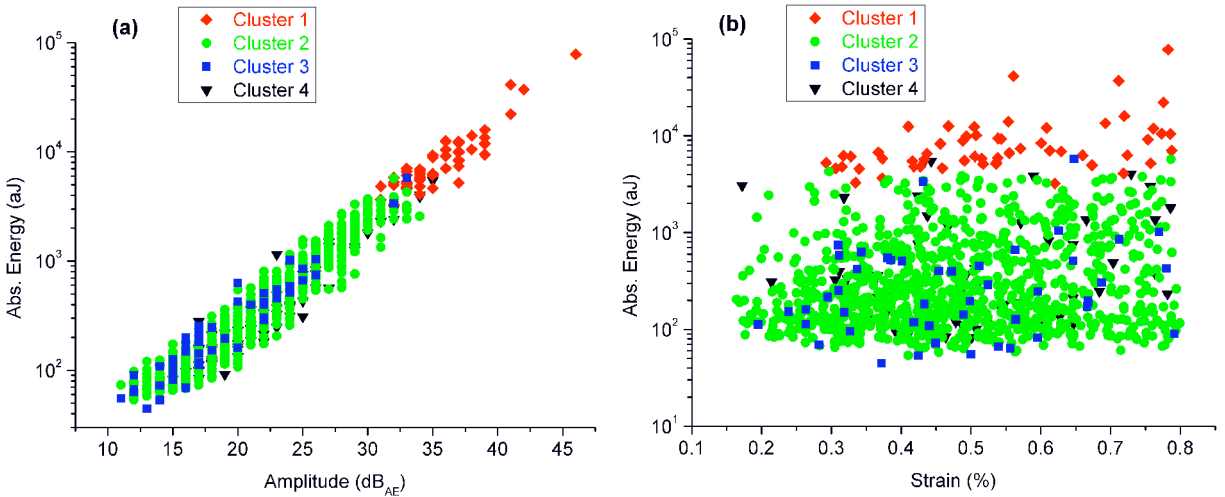 (a)
Cluster 1
Cluster 2
Cluster 3
Cluster 4
10^5
10^4
10^3
10^2
Abs. Energy (aJ)
10 15 20 25 30 35 40 45
Amplitude (dB_AE)
(b)
Cluster 1
Cluster 2
Cluster 3
Cluster 4
10^5
10^4
10^3
10^2
10^1
Abs. Energy (aJ)
0.1 0.2 0.3 0.4 0.5 0.6 0.7 0.8
Strain (%)